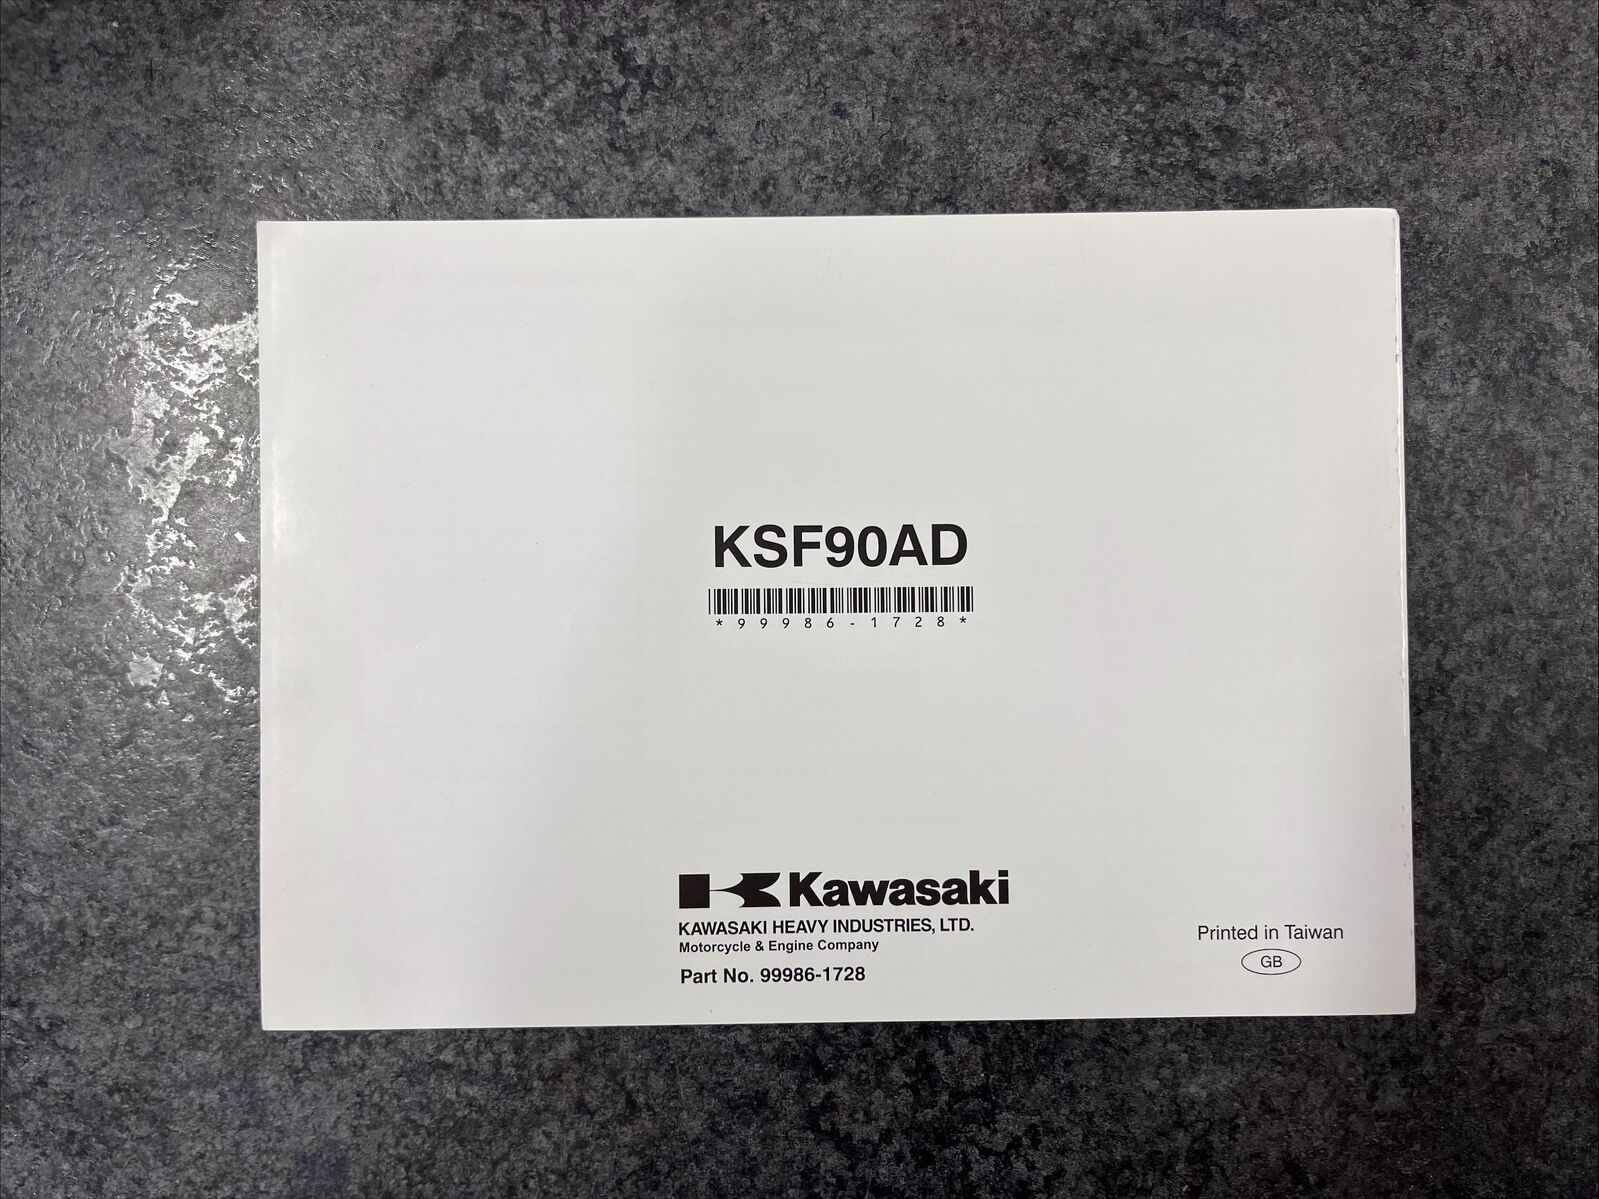 KSF90AD
*99986-1728*
Kawasaki
KAWASAKI HEAVY INDUSTRIES, LTD.
Motorcycle & Engine Company
Part No. 99986-1728
Printed in Taiwan
GB